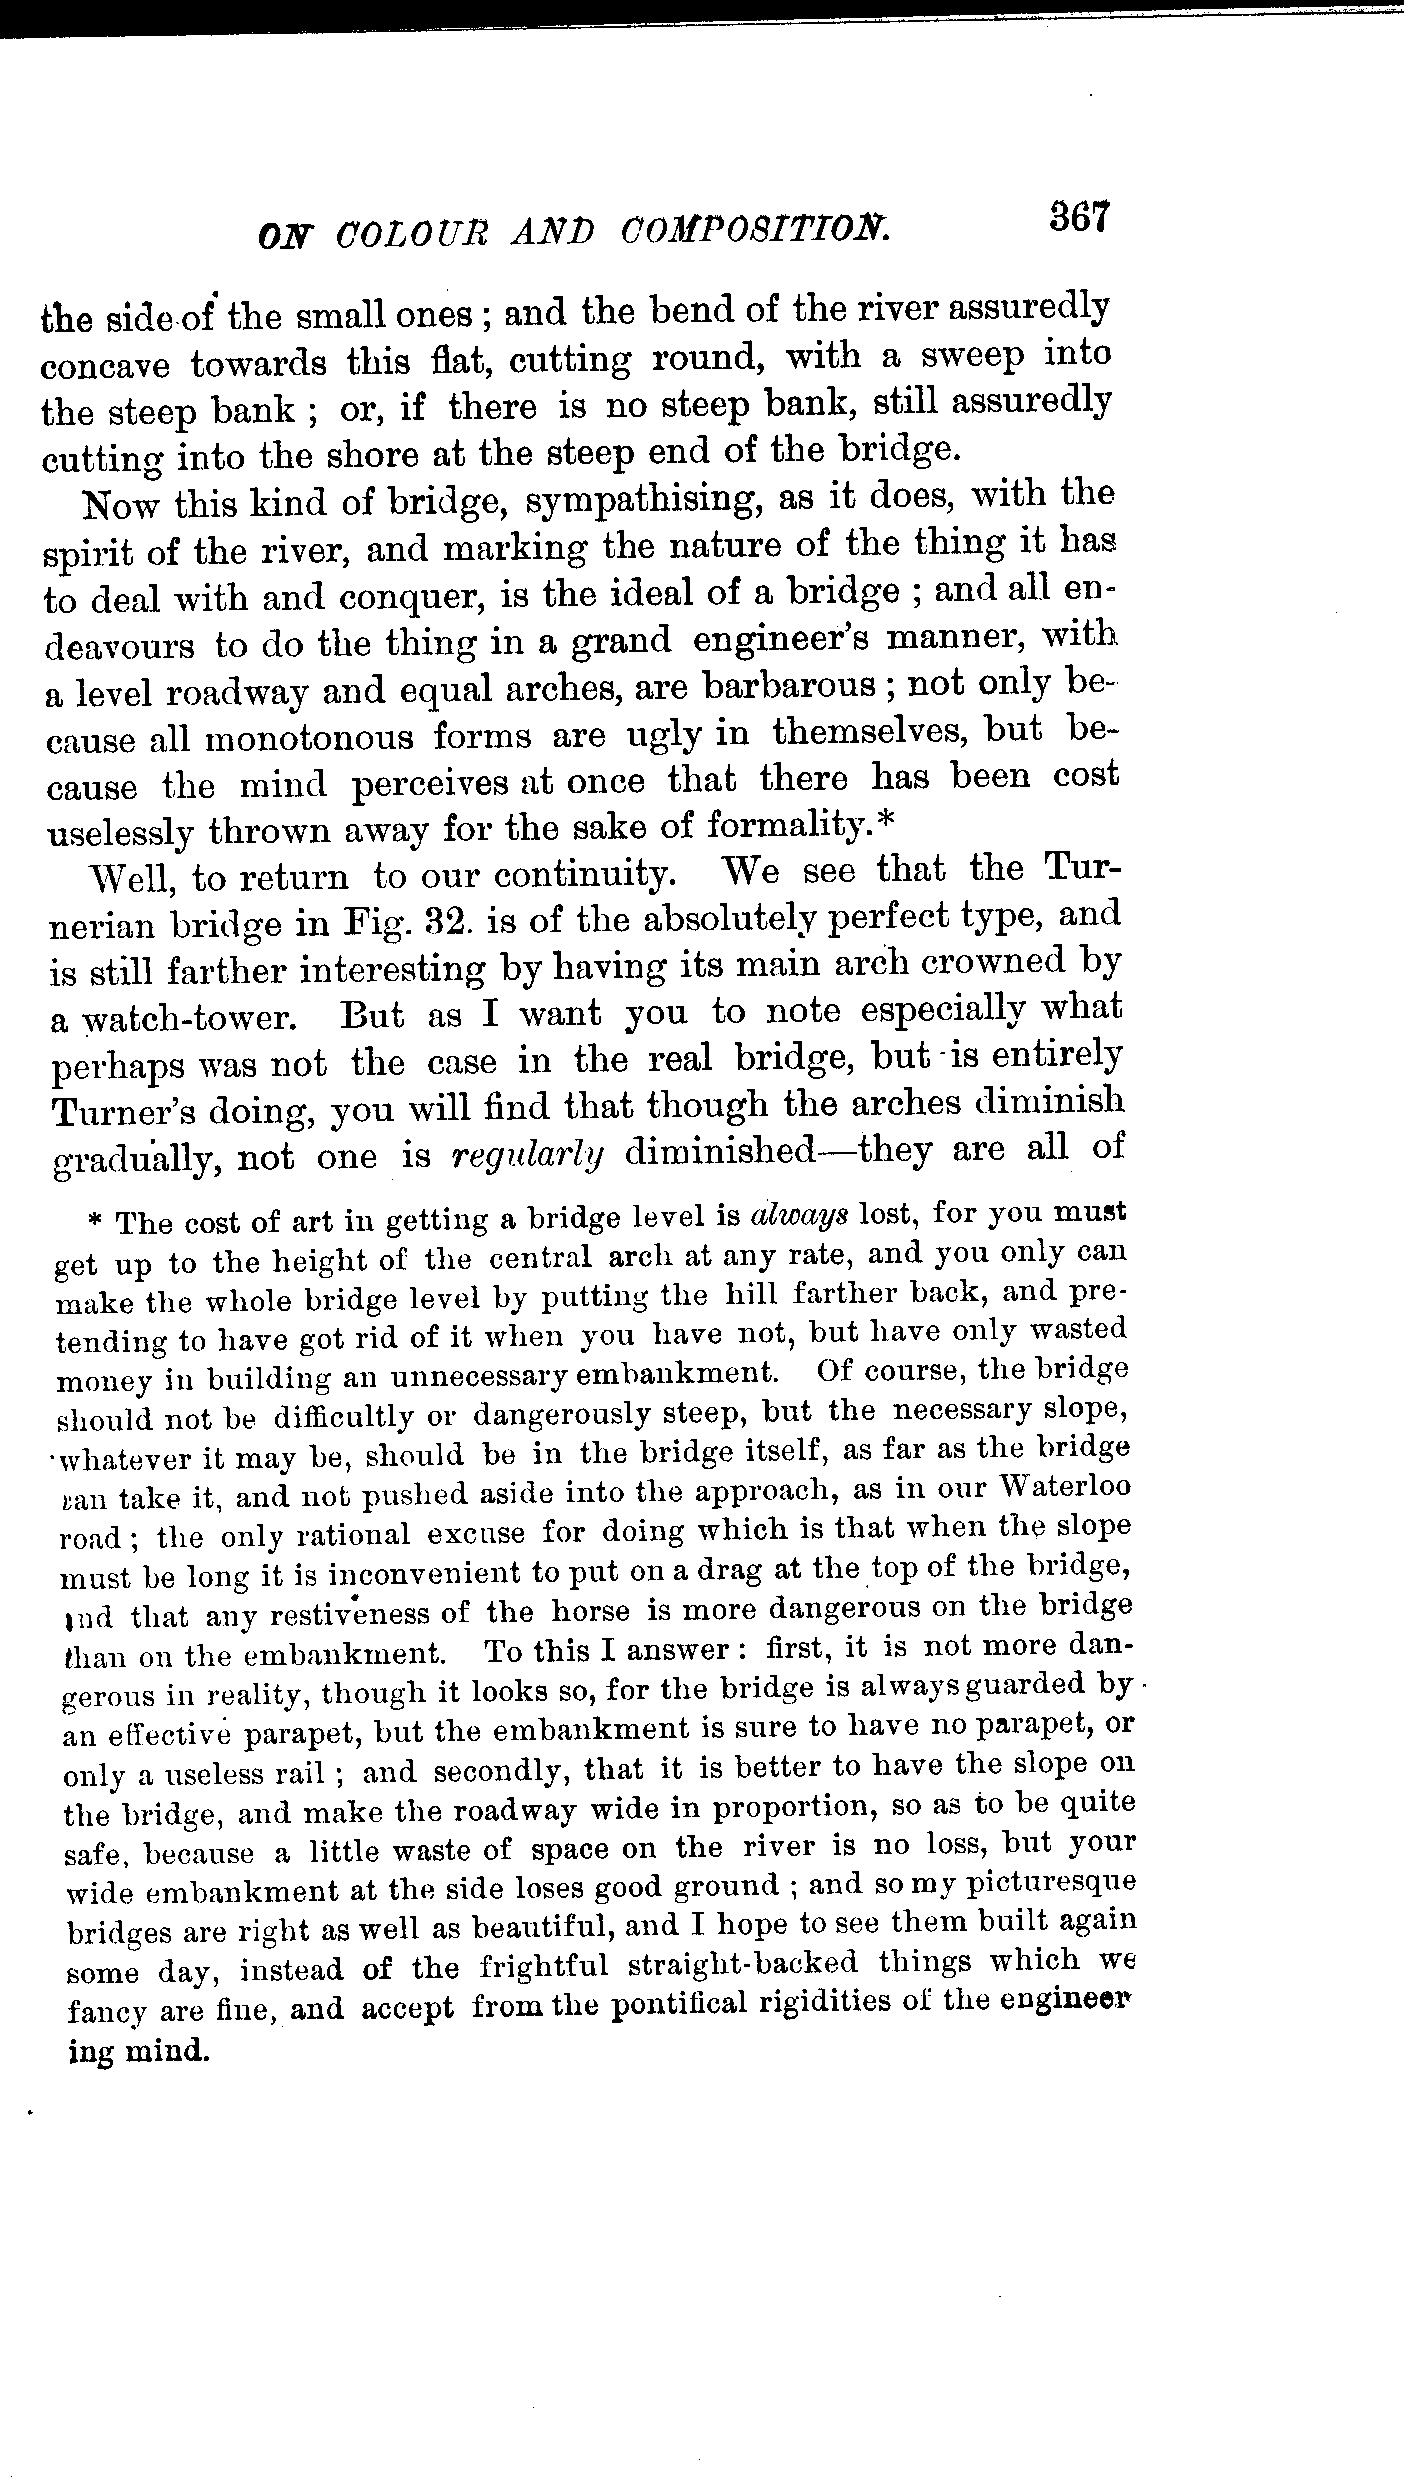 ON COLOUR AND COMPOSITION. 367
the side of the small ones ; and the bend of the river assuredly
concave towards this flat, cutting round, with a sweep into
the steep bank ; or, if there is no steep bank, still assuredly
cutting into the shore at the steep end of the bridge.
Now this kind of bridge, sympathising, as it does, with the
spirit of the river, and marking the nature of the thing it has
to deal with and conquer, is the ideal of a bridge ; and all en-
deavours to do the thing in a grand engineer's manner, with
a level roadway and equal arches, are barbarous ; not only be-
cause all monotonous forms are ugly in themselves, but be-
cause the mind perceives at once that there has been cost
uselessly thrown away for the sake of formality.*
Well, to return to our continuity. We see that the Tur-
nerian bridge in Fig. 32. is of the absolutely perfect type, and
is still farther interesting by having its main arch crowned by
a watch-tower. But as I want you to note especially what
perhaps was not the case in the real bridge, but is entirely
Turner's doing, you will find that though the arches diminish
gradually, not one is regularly diminished—they are all of
* The cost of art in getting a bridge level is always lost, for you must
get up to the height of the central arch at any rate, and you only can
make the whole bridge level by putting the hill farther back, and pre-
tending to have got rid of it when you have not, but have only wasted
money in building an unnecessary embankment. Of course, the bridge
should not be difficultly or dangerously steep, but the necessary slope,
whatever it may be, should be in the bridge itself, as far as the bridge
can take it, and not pushed aside into the approach, as in our Waterloo
road ; the only rational excuse for doing which is that when the slope
must be long it is inconvenient to put on a drag at the top of the bridge,
and that any restiveness of the horse is more dangerous on the bridge
than on the embankment. To this I answer : first, it is not more dan-
gerous in reality, though it looks so, for the bridge is always guarded by
an effective parapet, but the embankment is sure to have no parapet, or
only a useless rail ; and secondly, that it is better to have the slope on
the bridge, and make the roadway wide in proportion, so as to be quite
safe, because a little waste of space on the river is no loss, but your
wide embankment at the side loses good ground ; and so my picturesque
bridges are right as well as beautiful, and I hope to see them built again
some day, instead of the frightful straight-backed things which we
fancy are fine, and accept from the pontifical rigidities of the engineer
ing mind.